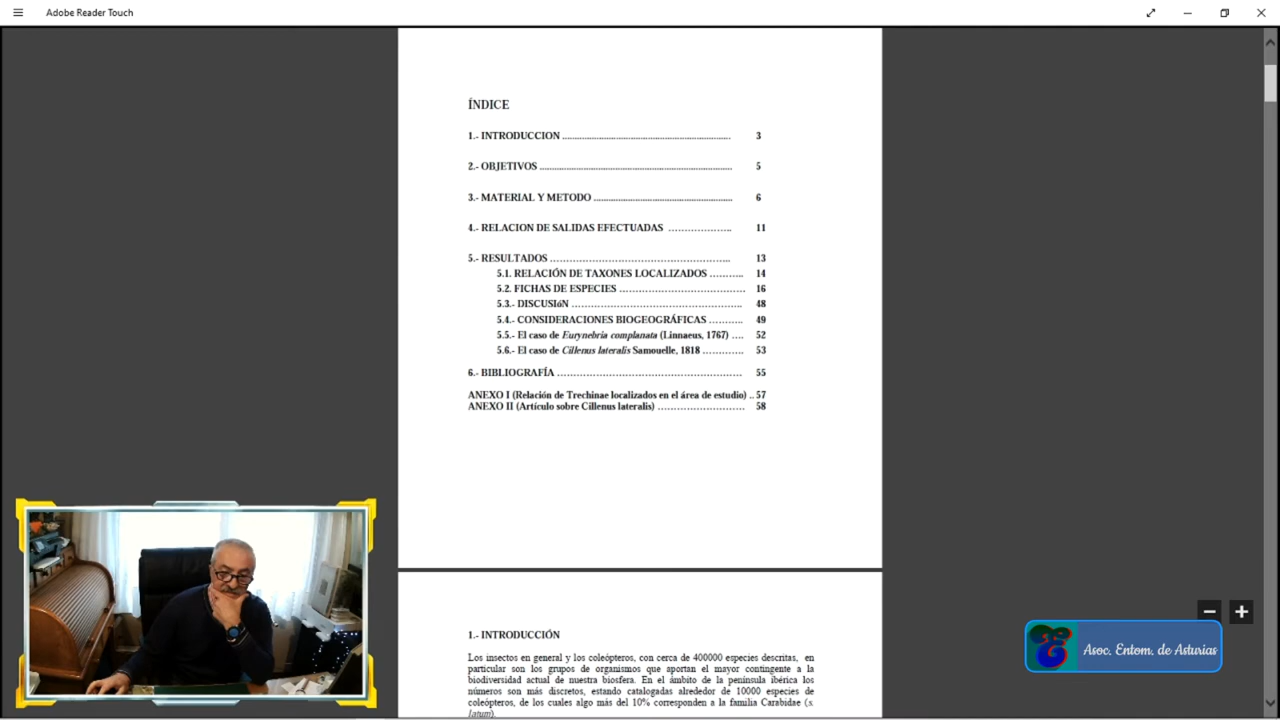 Adobe Reader Touch
ÍNDICE
1.- INTRODUCCION ........................................................................ 3
2.- OBJETIVOS .................................................................................. 5
3.- MATERIAL Y METODO ........................................................... 6
4.- RELACION DE SALIDAS EFECTUADAS ……………….. 11
5.- RESULTADOS …………………………………………….. 13
5.1. RELACIÓN DE TAXONES LOCALIZADOS ……….. 14
5.2. FICHAS DE ESPECIES ………………………………. 16
5.3.- DISCUSIóN ………………………………………….. 48
5.4.- CONSIDERACIONES BIOGEOGRÁFICAS ……….. 49
5.5.- El caso de Eurynebria complanata (Linnaeus, 1767) …. 52
5.6.- El caso de Cillenus lateralis Samouelle, 1818 …………. 53
6.- BIBLIOGRAFÍA ………………………………………………. 55
ANEXO I (Relación de Trechinae localizados en el área de estudio) .. 57
ANEXO II (Artículo sobre Cillenus lateralis) …………………….. 58
1.- INTRODUCCIÓN
Los insectos en general y los coleópteros, con cerca de 400000 especies descritas, en
particular son los grupos de organismos que aportan el mayor contingente a la
biodiversidad actual de nuestra biosfera. En el ámbito de la península ibérica los
números son más discretos, estando catalogadas alrededor de 10000 especies de
coleópteros, de los cuales algo más del 10% corresponden a la familia Carabidae (s.
latum).
Asoc. Entom. de Asturias